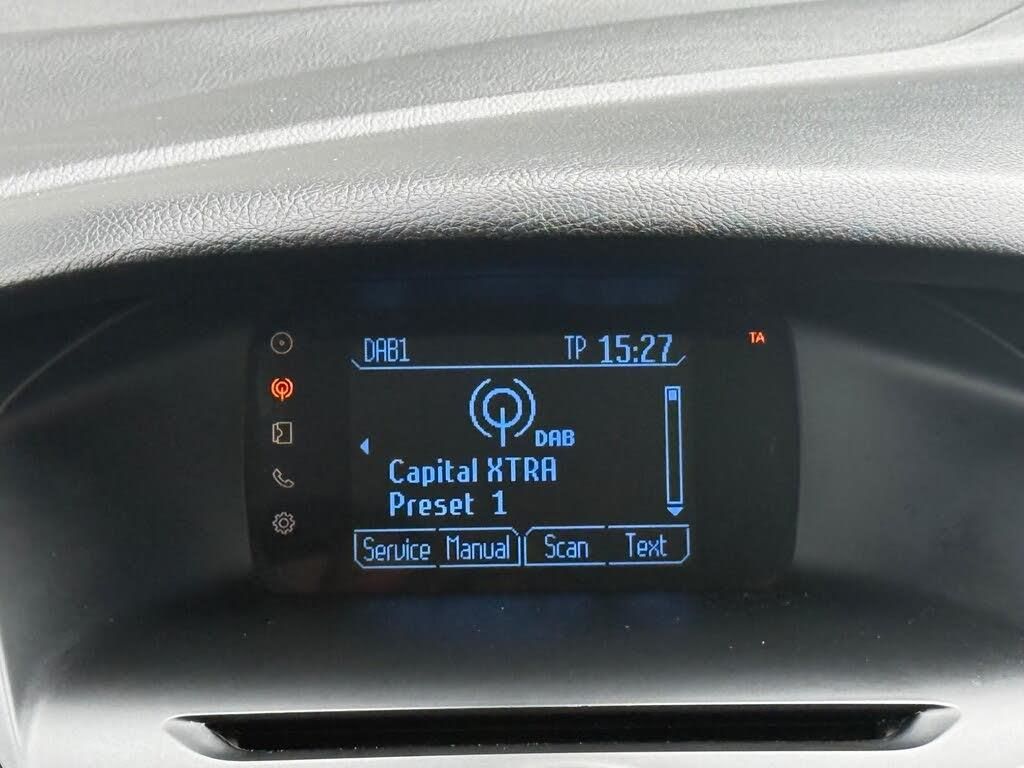 DAB1 TP 15:27 TA
DAB
Capital XTRA
Preset 1
Service Manual Scan Text